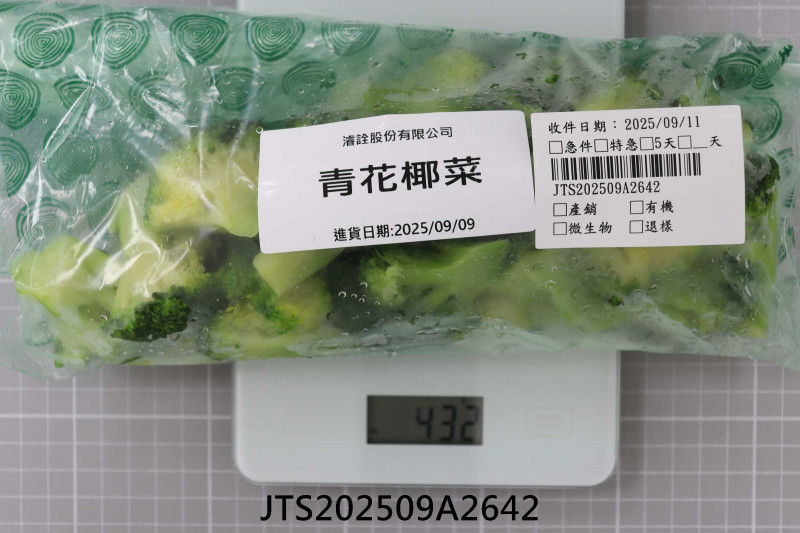 濬詮股份有限公司
青花椰菜
進貨日期:2025/09/09
收件日期：2025/09/11
□急件□特急□5天□__天
JTS202509A2642
□產銷 □有機
□微生物 □退樣
432
JTS202509A2642